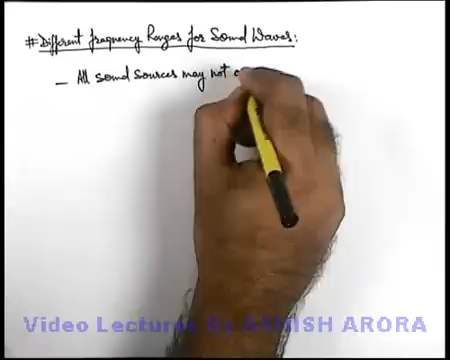 # Different frequency Ranges for Sound Waves:
– All sound sources may not
Video Lectures by ASHISH ARORA